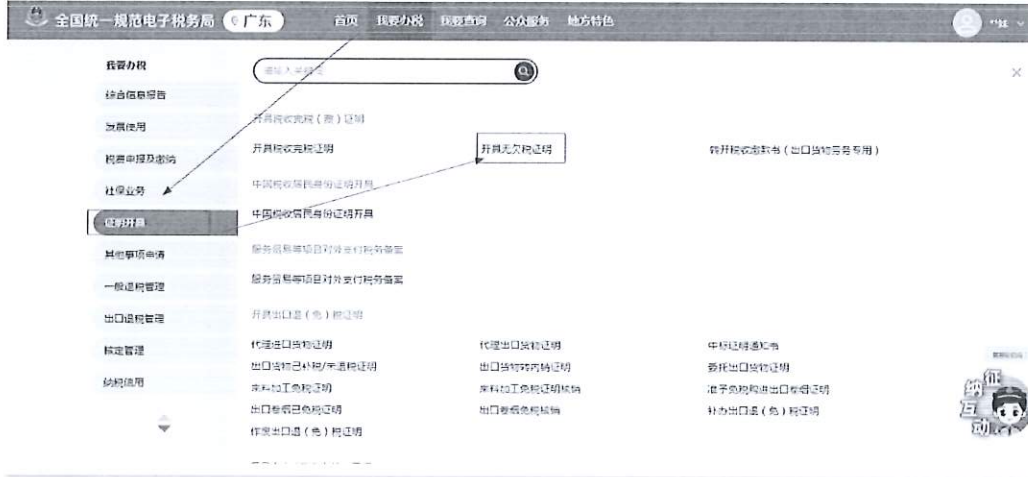 全国统一规范电子税务局 广东 首页 我要办税 我要查询 公众服务 地方特色
我要办税
综合信息报告
发票使用
税费申报及缴纳
社保业务
证明开具
其他事项申请
一般退税管理
出口退税管理
核定管理
纳税信用
开具税收完税（费）证明
开具税收完税证明 开具无欠税证明 转开税收缴款书（出口货物劳务专用）
中国税收居民身份证明开具
中国税收居民身份证明开具
服务贸易等项目对外支付税务备案
服务贸易等项目对外支付税务备案
开具出口退（免）税证明
代理进口货物证明 代理出口货物证明 中标证明通知书
出口货物已补税/未退税证明 出口货物转内销证明 委托出口货物证明
来料加工免税证明 来料加工免税证明核销 准予免税购进出口卷烟证明
出口卷烟已免税证明 出口卷烟免税核销 补办出口退（免）税证明
作废出口退（免）税证明
征纳互动